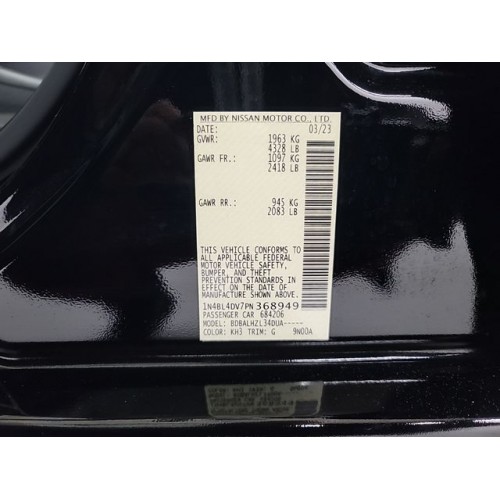 MFD BY NISSAN MOTOR CO., LTD.
DATE: 03/23
GVWR: 1963 KG
4328 LB
GAWR FR.: 1097 KG
2418 LB
GAWR RR.: 945 KG
2083 LB
THIS VEHICLE CONFORMS TO
ALL APPLICABLE FEDERAL
MOTOR VEHICLE SAFETY,
BUMPER, AND THEFT
PREVENTION STANDARDS IN
EFFECT ON THE DATE OF
MANUFACTURE SHOWN ABOVE.
1N4BL4DV7PN368949
PASSENGER CAR 684206
MODEL: BDBALHZL34DUA-----
COLOR: KH3 TRIM: G 9N00A